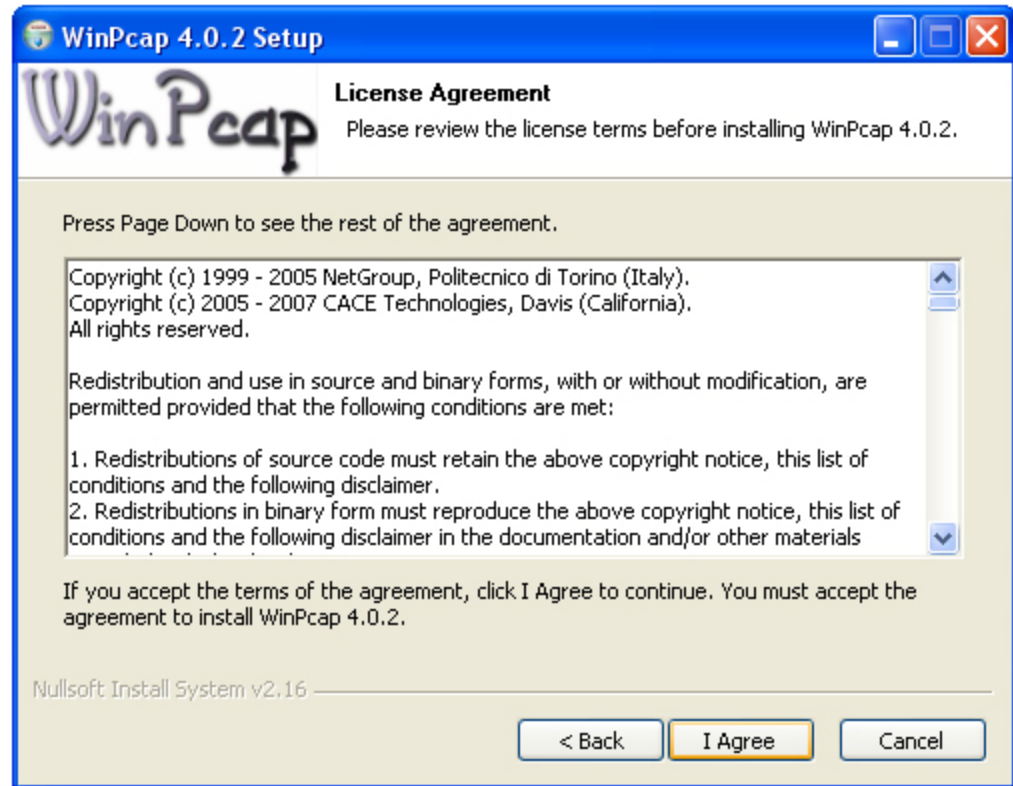 WinPcap 4.0.2 Setup
WinPcap
License Agreement
Please review the license terms before installing WinPcap 4.0.2.
Press Page Down to see the rest of the agreement.
Copyright (c) 1999 - 2005 NetGroup, Politecnico di Torino (Italy).
Copyright (c) 2005 - 2007 CACE Technologies, Davis (California).
All rights reserved.
Redistribution and use in source and binary forms, with or without modification, are
permitted provided that the following conditions are met:
1. Redistributions of source code must retain the above copyright notice, this list of
conditions and the following disclaimer.
2. Redistributions in binary form must reproduce the above copyright notice, this list of
conditions and the following disclaimer in the documentation and/or other materials
If you accept the terms of the agreement, click I Agree to continue. You must accept the
agreement to install WinPcap 4.0.2.
Nullsoft Install System v2.16
< Back
I Agree
Cancel